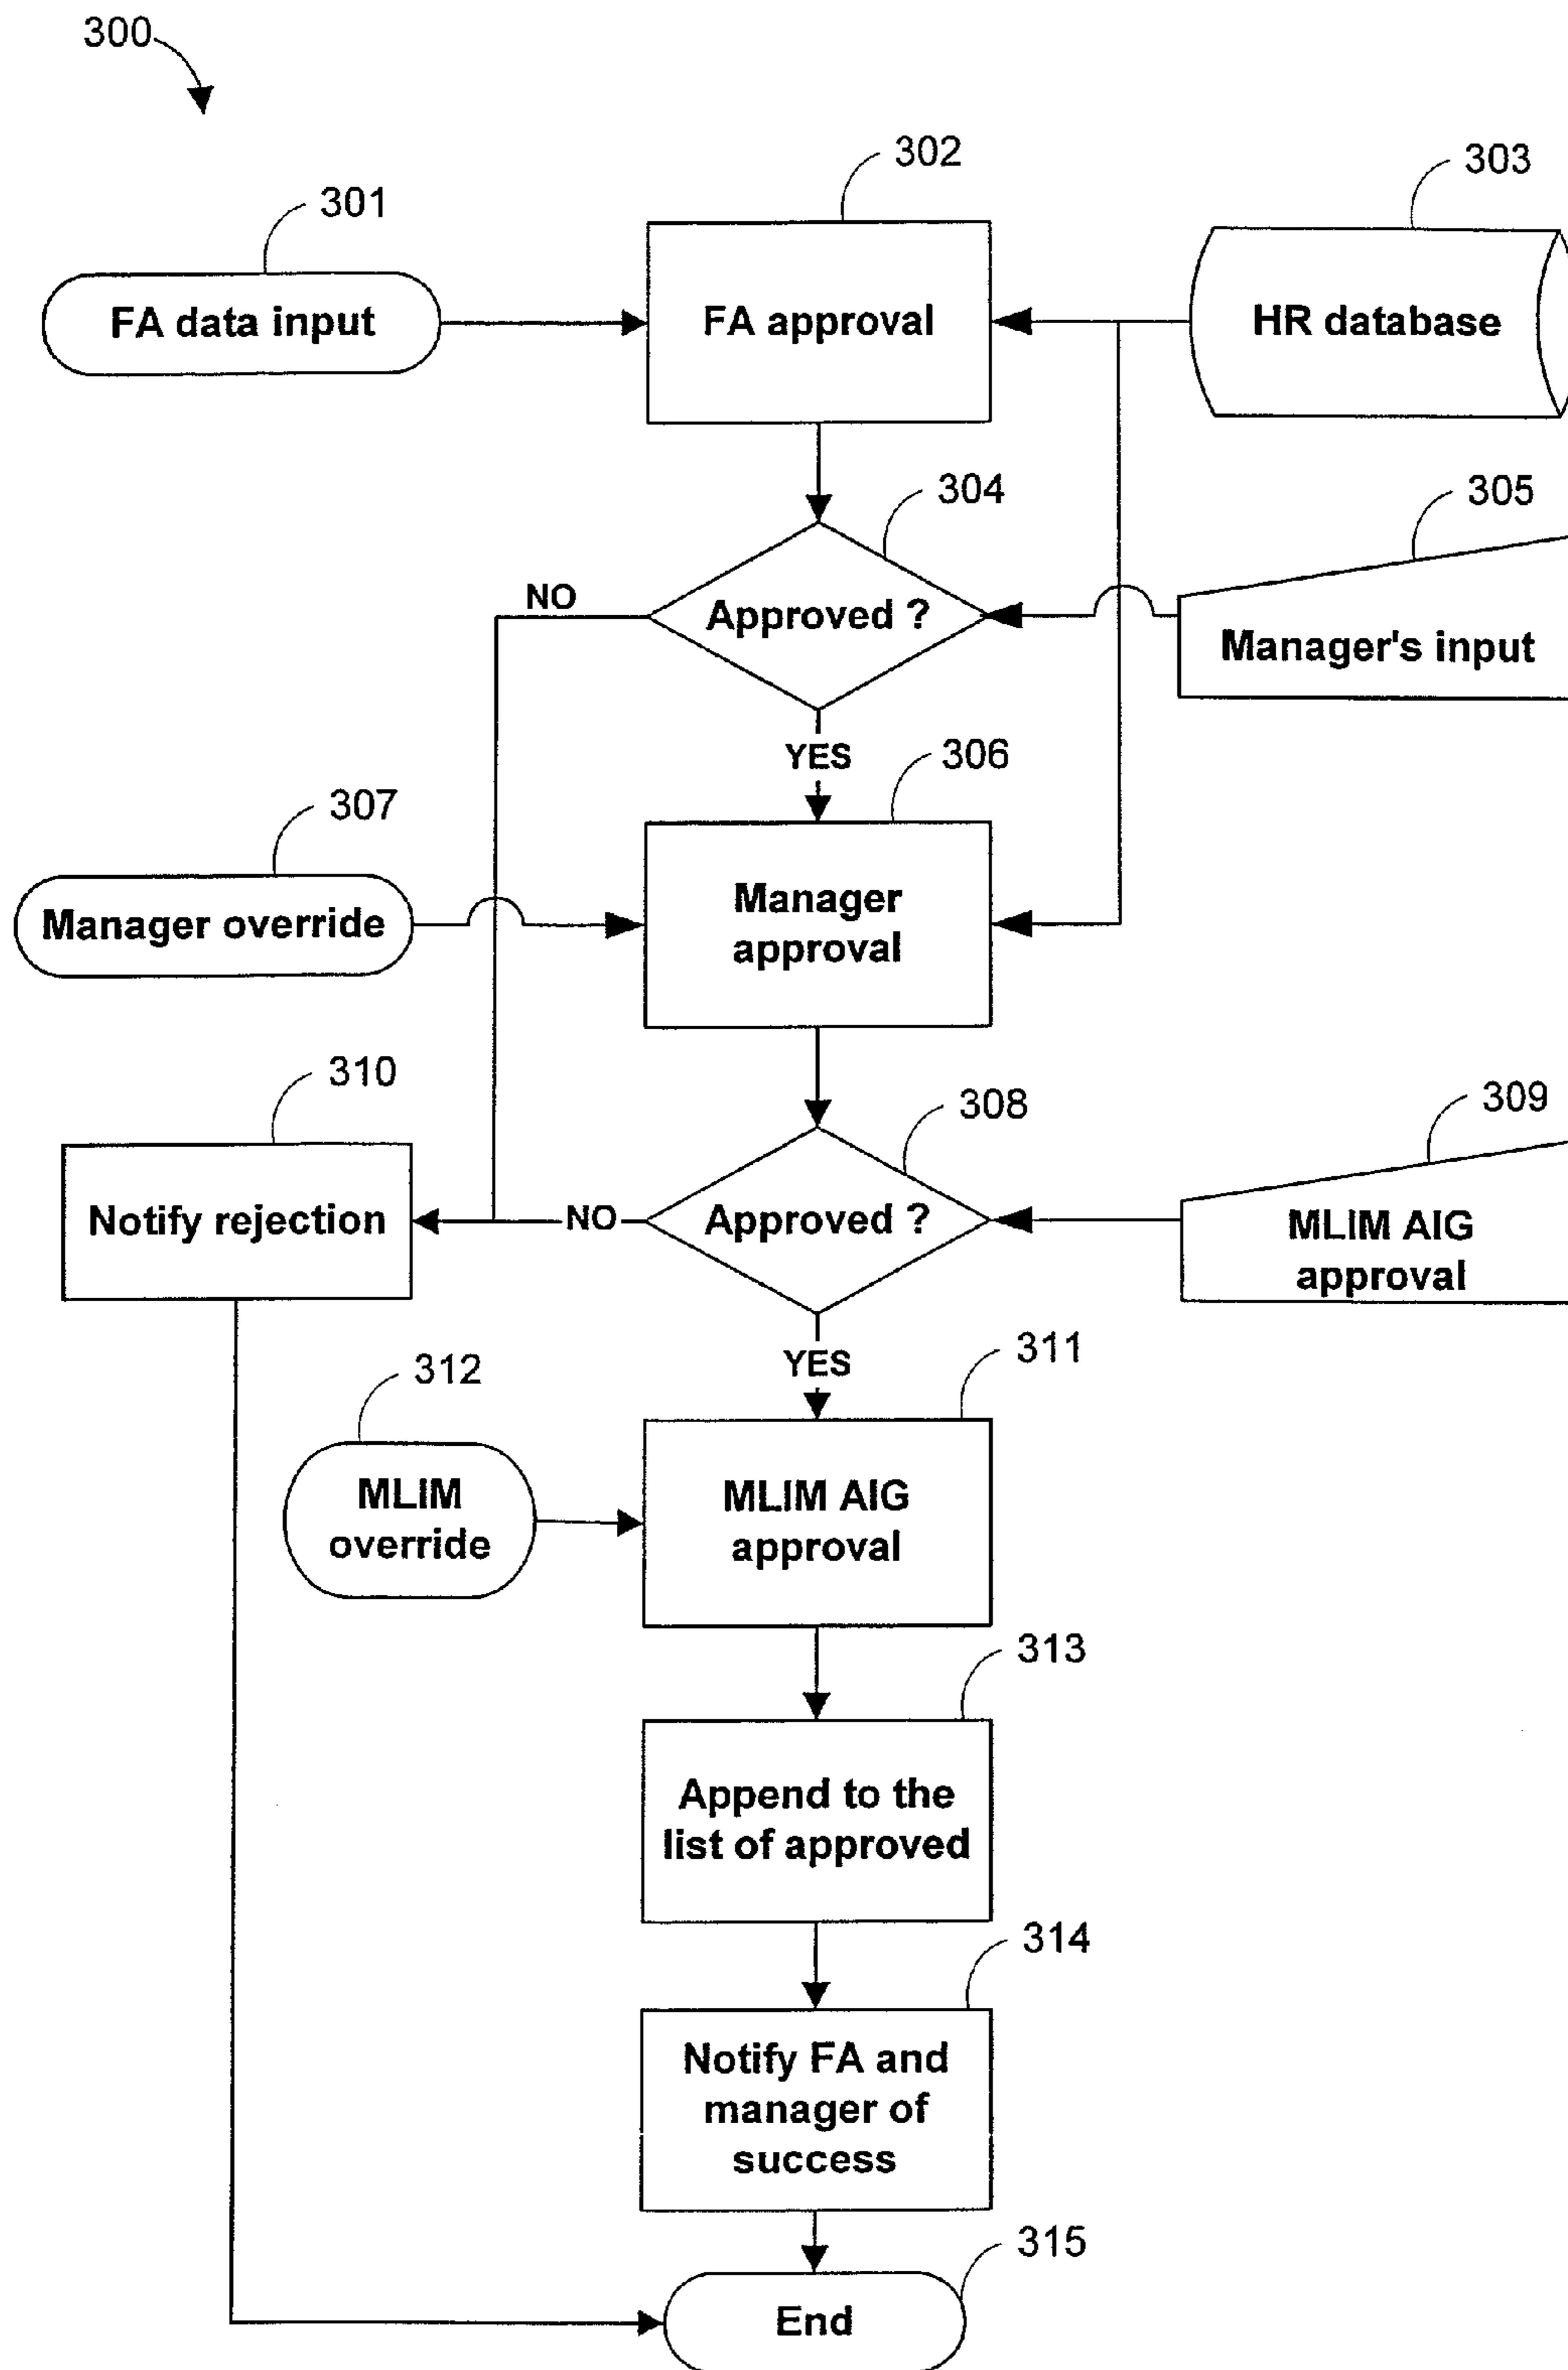 300
302
303
301
FA data input
FA approval
HR database
304
305
NO
Approved ?
Manager's input
YES
306
307
Manager override
Manager
approval
310
308
309
Notify rejection
NO
Approved ?
MLIM AIG
approval
YES
311
312
MLIM
override
MLIM AIG
approval
313
Append to the
list of approved
314
Notify FA and
manager of
success
315
End